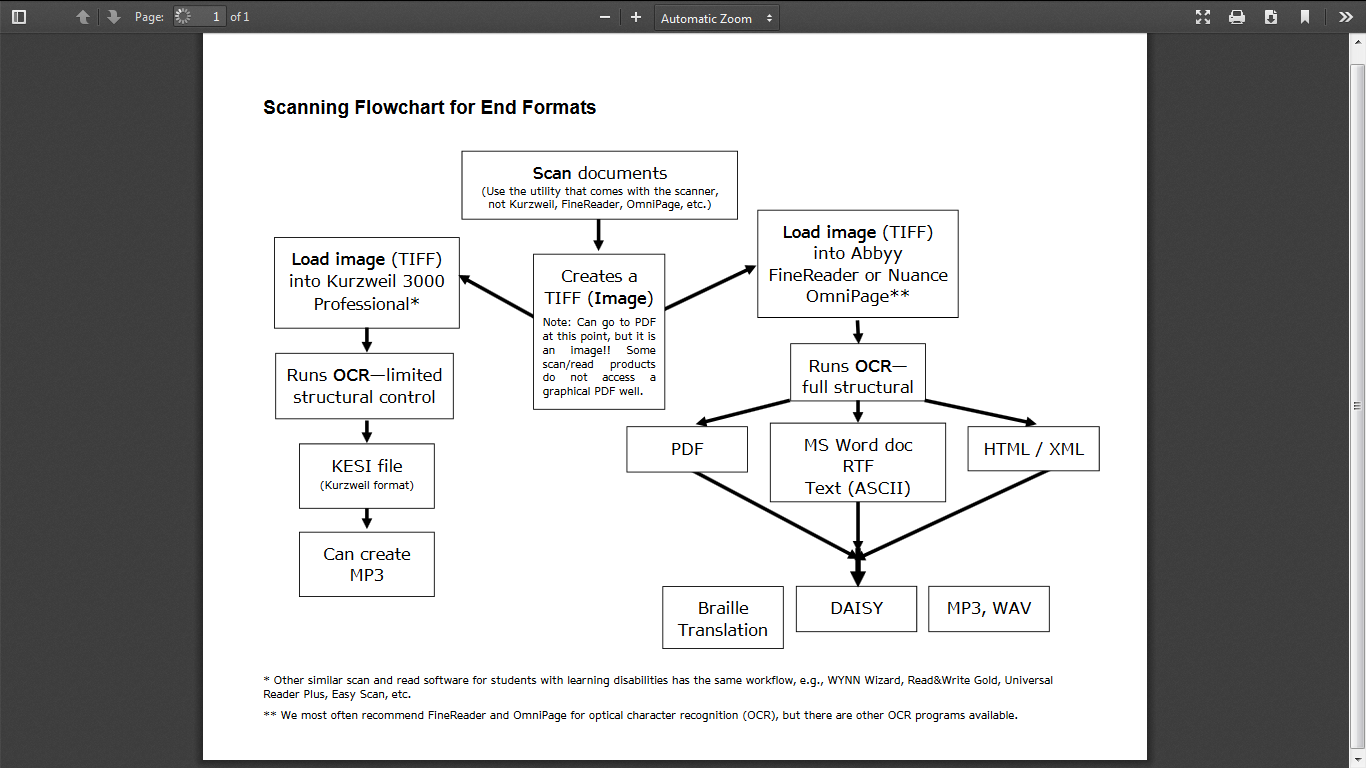 Page: 1 of 1
Automatic Zoom
Scanning Flowchart for End Formats
Scan documents
(Use the utility that comes with the scanner,
not Kurzweil, FineReader, OmniPage, etc.)
Load image (TIFF)
into Kurzweil 3000
Professional*
Creates a
TIFF (Image)
Note: Can go to PDF
at this point, but it is
an image!! Some
scan/read products
do not access a
graphical PDF well.
Load image (TIFF)
into Abbyy
FineReader or Nuance
OmniPage**
Runs OCR—limited
structural control
Runs OCR—
full structural
KESI file
(Kurzweil format)
PDF
MS Word doc
RTF
Text (ASCII)
HTML / XML
Can create
MP3
Braille
Translation
DAISY
MP3, WAV
* Other similar scan and read software for students with learning disabilities has the same workflow, e.g., WYNN Wizard, Read&Write Gold, Universal
Reader Plus, Easy Scan, etc.
** We most often recommend FineReader and OmniPage for optical character recognition (OCR), but there are other OCR programs available.